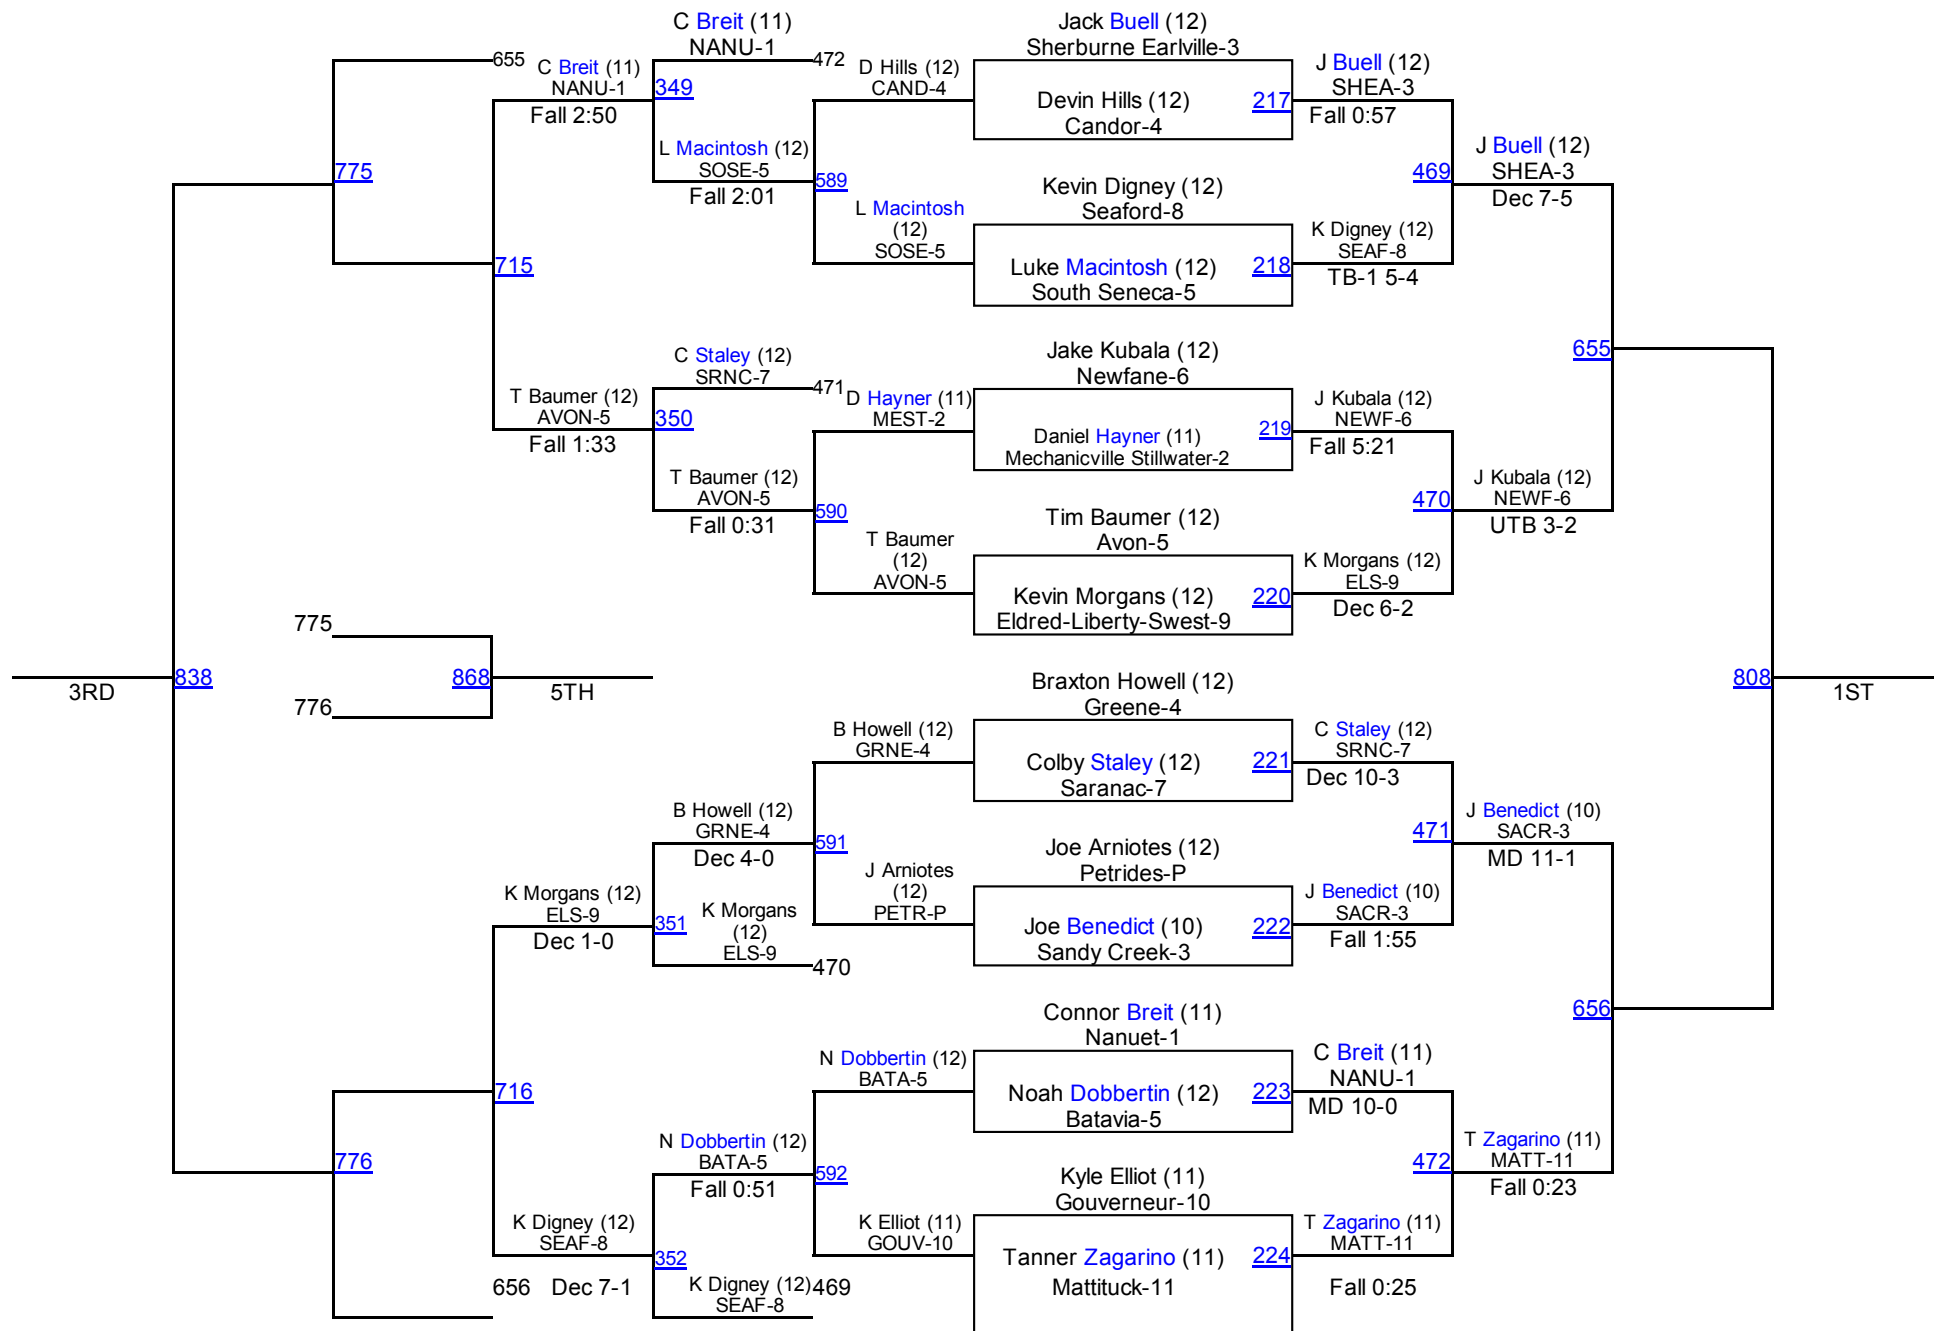 C Breit (11)
NANU-1
Jack Buell (12)
Sherburne Earlville-3
655
C Breit (11)
NANU-1
Fall 2:50
349
472
D Hills (12)
CAND-4
Devin Hills (12)
Candor-4
217
J Buell (12)
SHEA-3
Fall 0:57
775
L Macintosh (12)
SOSE-5
Fall 2:01
589
469
J Buell (12)
SHEA-3
Dec 7-5
Kevin Digney (12)
Seaford-8
715
L Macintosh
(12)
SOSE-5
Luke Macintosh (12)
South Seneca-5
218
K Digney (12)
SEAF-8
TB-1 5-4
C Staley (12)
SRNC-7
471
Jake Kubala (12)
Newfane-6
655
T Baumer (12)
AVON-5
Fall 1:33
350
D Hayner (11)
MEST-2
Daniel Hayner (11)
Mechanicville Stillwater-2
219
J Kubala (12)
NEWF-6
Fall 5:21
T Baumer (12)
AVON-5
Fall 0:31
590
470
J Kubala (12)
NEWF-6
UTB 3-2
Tim Baumer (12)
Avon-5
T Baumer
(12)
AVON-5
Kevin Morgans (12)
Eldred-Liberty-Swest-9
220
K Morgans (12)
ELS-9
Dec 6-2
775
838
3RD
868
5TH
776
808
1ST
Braxton Howell (12)
Greene-4
B Howell (12)
GRNE-4
Colby Staley (12)
Saranac-7
221
C Staley (12)
SRNC-7
Dec 10-3
B Howell (12)
GRNE-4
Dec 4-0
591
471
J Benedict (10)
SACR-3
MD 11-1
Joe Arniotes (12)
Petrides-P
K Morgans (12)
ELS-9
Dec 1-0
351
K Morgans
(12)
ELS-9
470
J Arniotes
(12)
PETR-P
Joe Benedict (10)
Sandy Creek-3
222
J Benedict (10)
SACR-3
Fall 1:55
656
Connor Breit (11)
Nanuet-1
716
N Dobbertin (12)
BATA-5
Noah Dobbertin (12)
Batavia-5
223
C Breit (11)
NANU-1
MD 10-0
776
N Dobbertin (12)
BATA-5
Fall 0:51
592
472
T Zagarino (11)
MATT-11
Fall 0:23
Kyle Elliot (11)
Gouverneur-10
K Digney (12)
SEAF-8
656 Dec 7-1
352
K Digney (12)
SEAF-8
469
K Elliot (11)
GOUV-10
Tanner Zagarino (11)
Mattituck-11
224
T Zagarino (11)
MATT-11
Fall 0:25